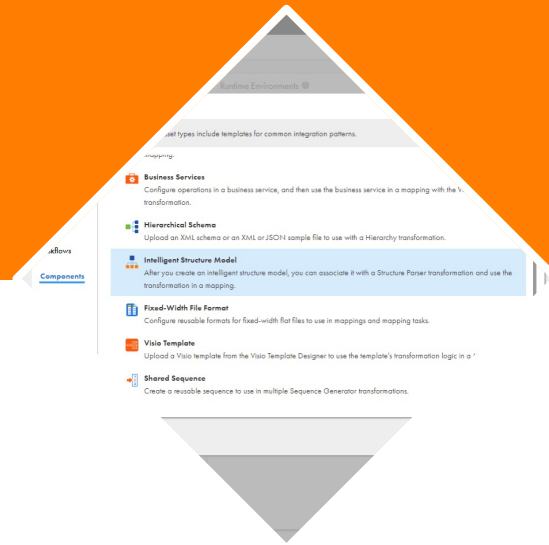 Runtime Environments
set types include templates for common integration patterns.
mapping.
Business Services
Configure operations in a business service, and then use the business service in a mapping with the
transformation.
Hierarchical Schema
Upload an XML schema or an XML or JSON sample file to use with a Hierarchy transformation.
kflows
Intelligent Structure Model
After you create an intelligent structure model, you can associate it with a Structure Parser transformation and use the
Components
transformation in a mapping.
Fixed-Width File Format
Configure reusable formats for fixed-width flat files to use in mappings and mapping tasks.
Visio Template
Upload a Visio template from the Visio Template Designer to use the template's transformation logic in a
Shared Sequence
Create a reusable sequence to use in multiple Sequence Generator transformations.